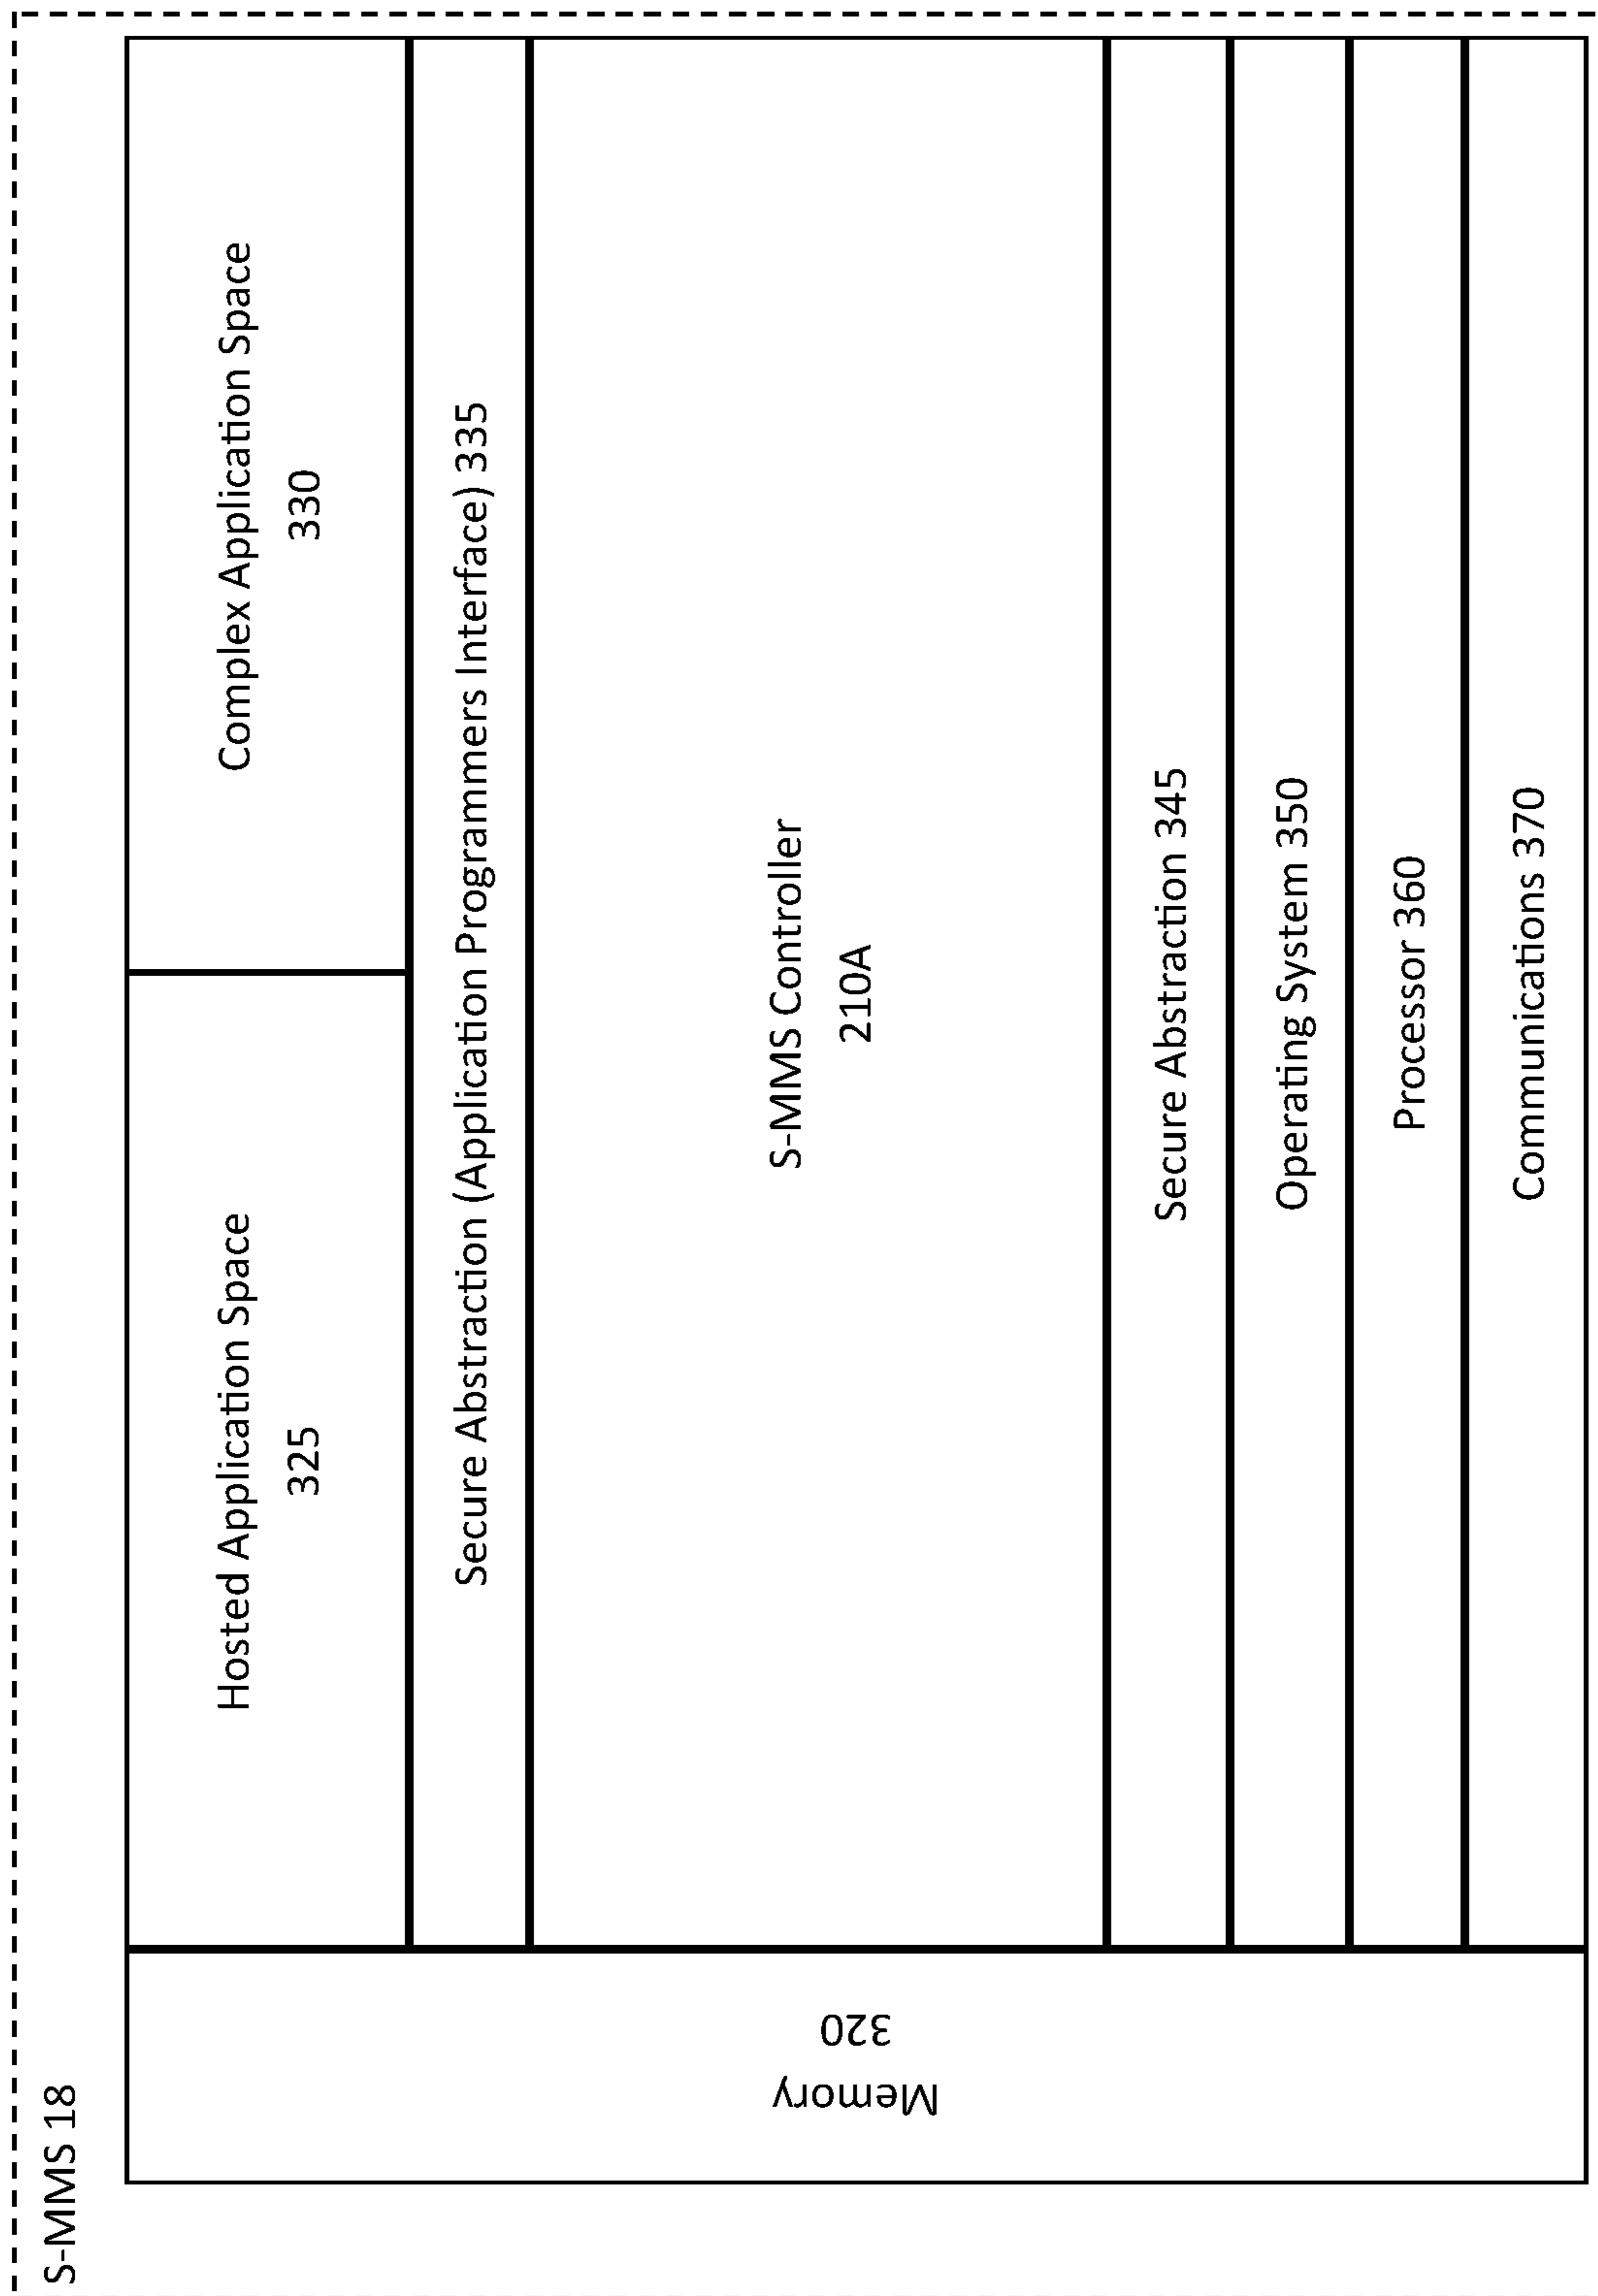 S-MMS 18
Memory
320
Hosted Application Space
325
Complex Application Space
330
Secure Abstraction (Application Programmers Interface) 335
S-MMS Controller
210A
Secure Abstraction 345
Operating System 350
Processor 360
Communications 370